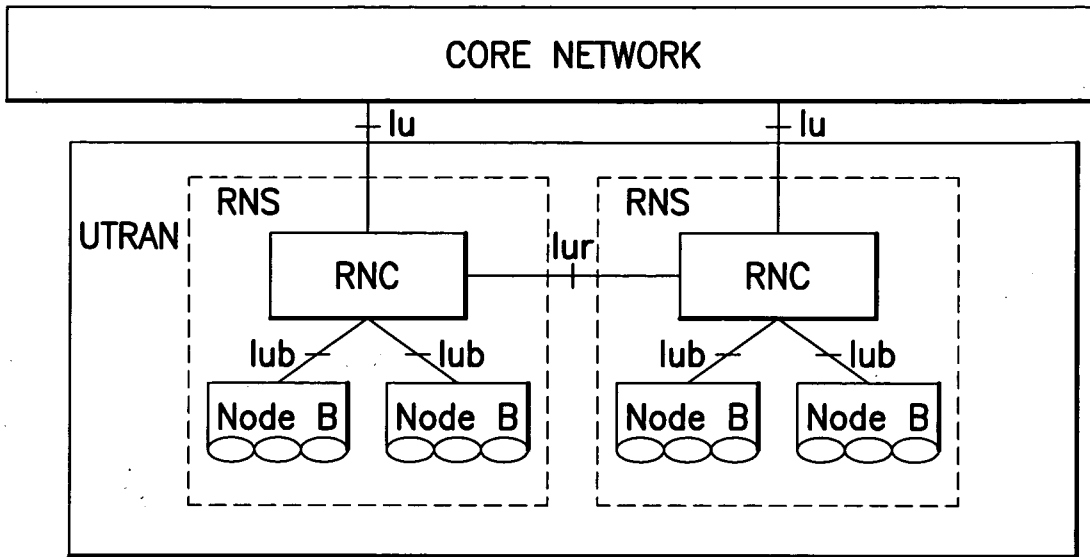 CORE NETWORK
Iu
Iu
RNS
RNS
UTRAN
Iur
RNC
RNC
Iub
Iub
Iub
Iub
Node B
Node B
Node B
Node B